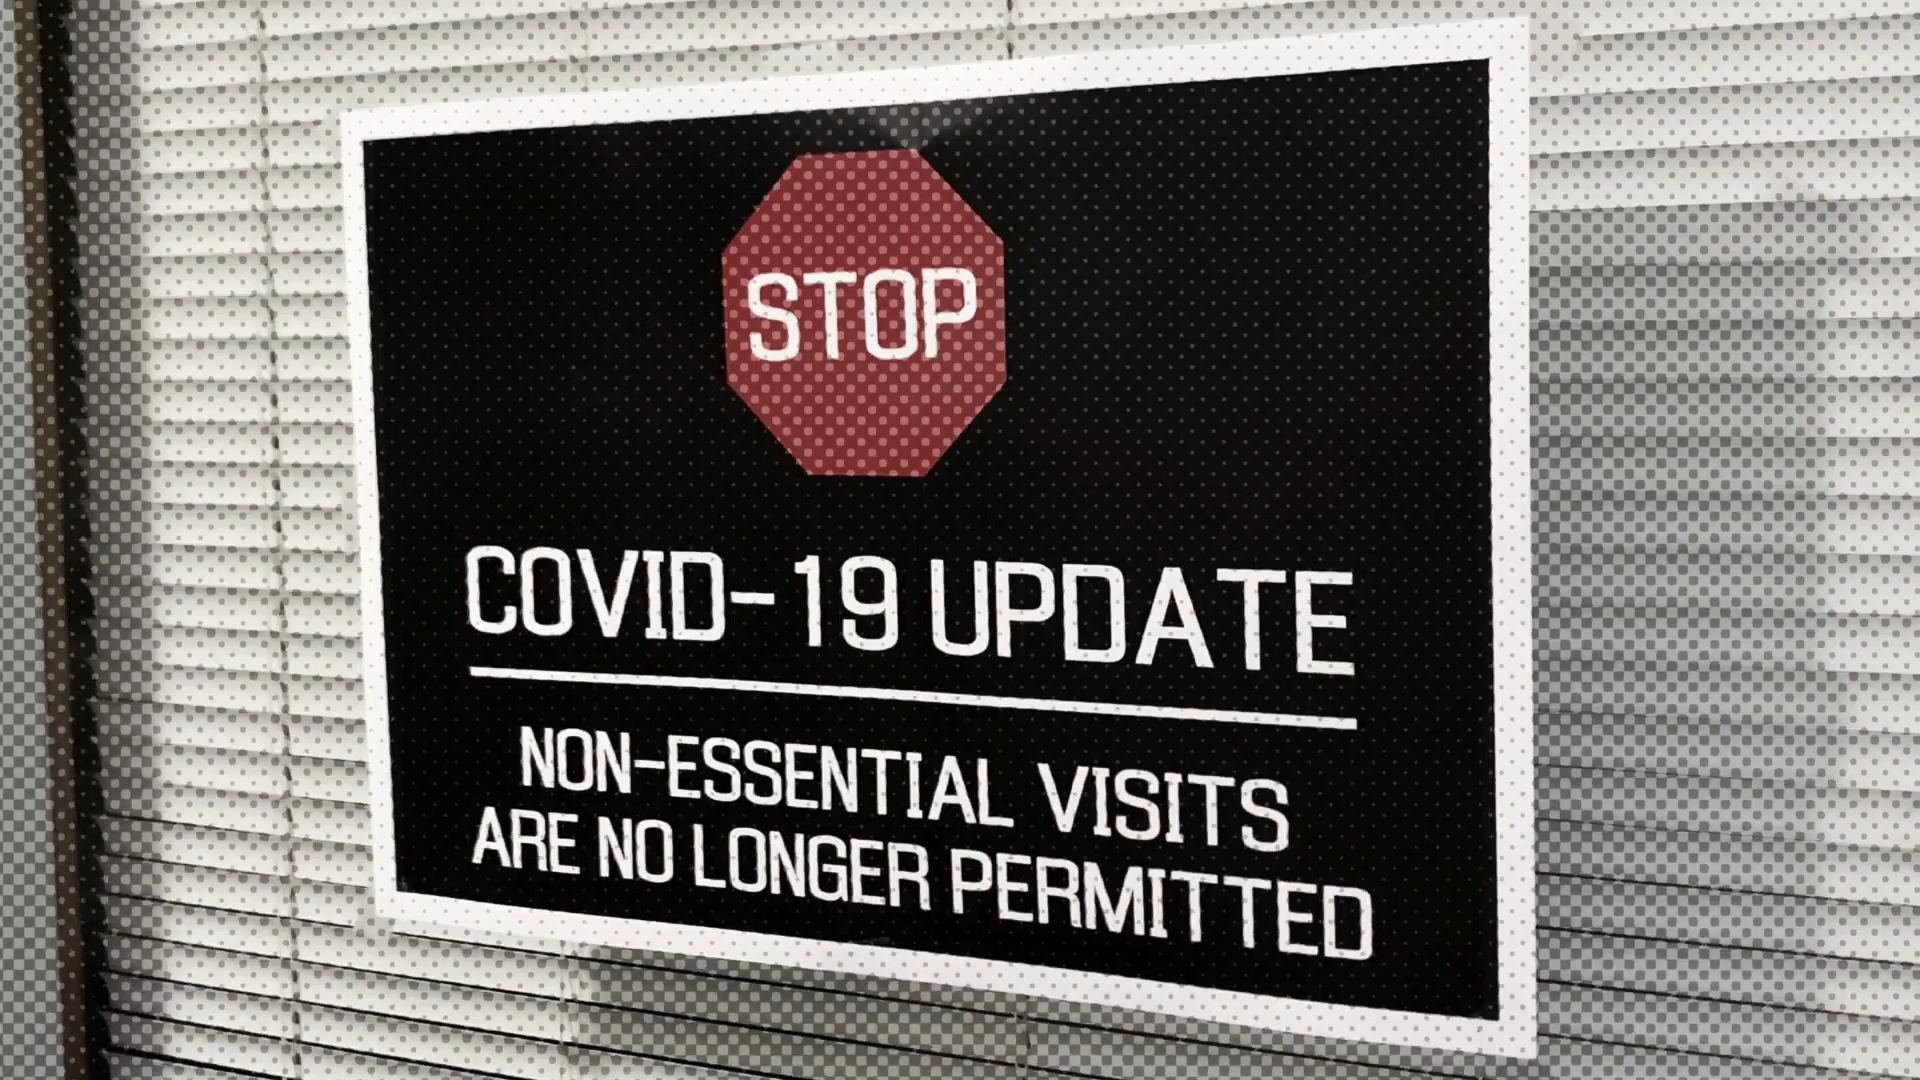 STOP
COVID-19 UPDATE
NON-ESSENTIAL VISITS
ARE NO LONGER PERMITTED